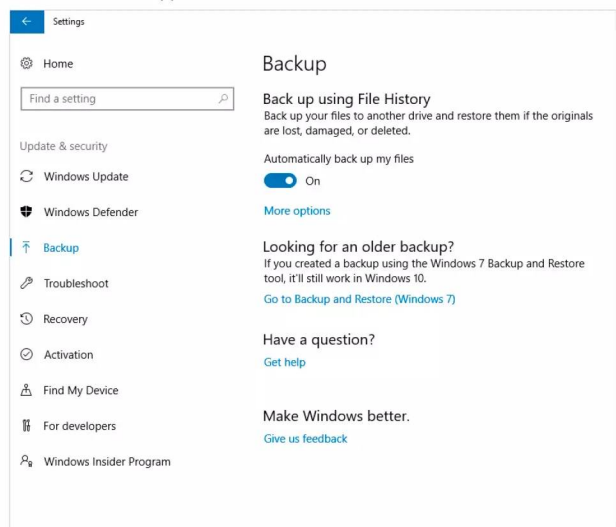 Settings
Home
Find a setting
Update & security
Windows Update
Windows Defender
Backup
Troubleshoot
Recovery
Activation
Find My Device
For developers
Windows Insider Program
Backup
Back up using File History
Back up your files to another drive and restore them if the originals
are lost, damaged, or deleted.
Automatically back up my files
On
More options
Looking for an older backup?
If you created a backup using the Windows 7 Backup and Restore
tool, it'll still work in Windows 10.
Go to Backup and Restore (Windows 7)
Have a question?
Get help
Make Windows better.
Give us feedback